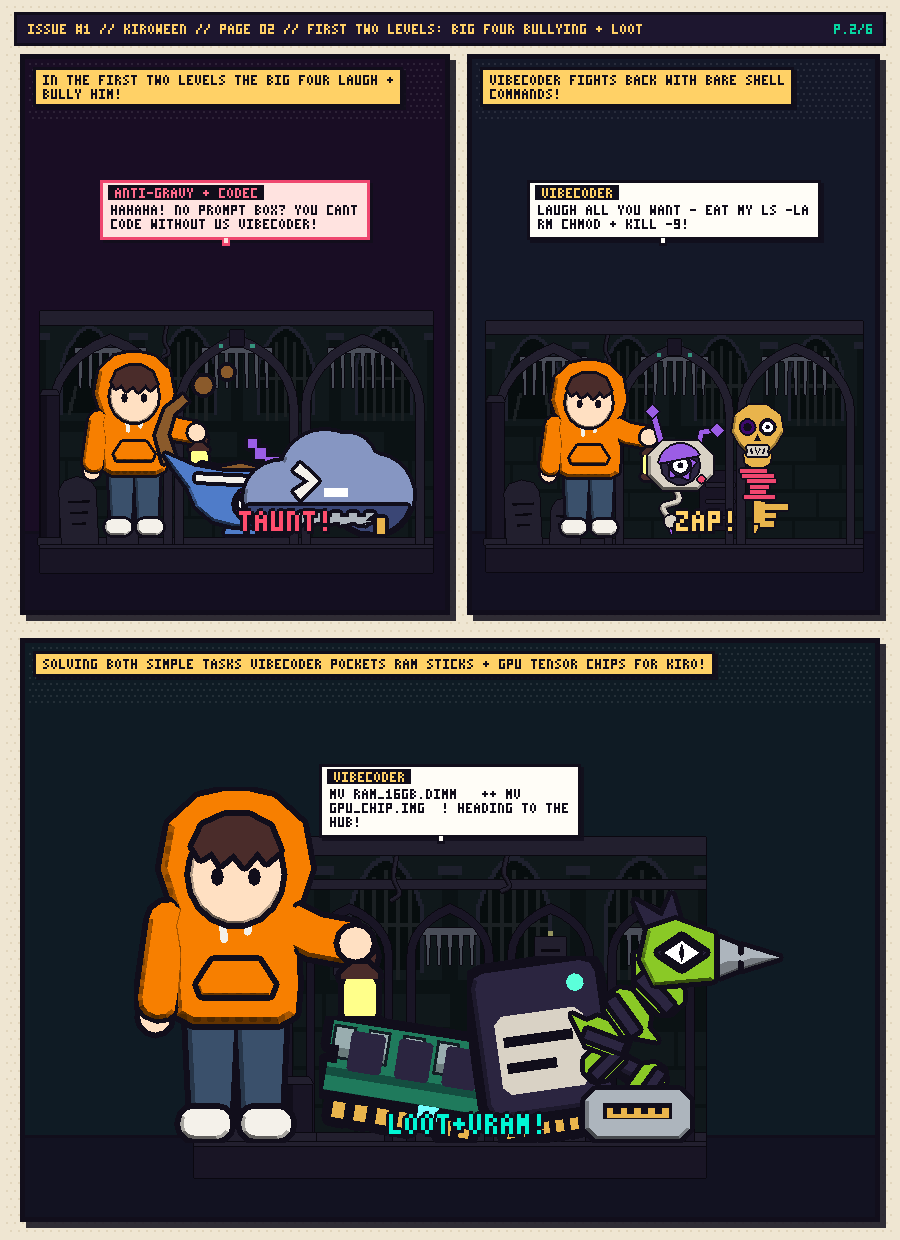 ISSUE #1 // KIROWEEN // PAGE 02 // FIRST TWO LEVELS: BIG FOUR BULLYING + LOOT
P.2/6
IN THE FIRST TWO LEVELS THE BIG FOUR LAUGH +
BULLY HIM!
ANTI-GRAVY + CODEC
HAHAHA! NO PROMPT BOX? YOU CANT
CODE WITHOUT US VIBECODER!
TAUNT!
VIBECODER FIGHTS BACK WITH BARE SHELL
COMMANDS!
VIBECODER
LAUGH ALL YOU WANT - EAT MY LS -LA
RM CHMOD + KILL -9!
ZAP!
SOLVING BOTH SIMPLE TASKS VIBECODER POCKETS RAM STICKS + GPU TENSOR CHIPS FOR KIRO!
VIBECODER
MV RAM_16GB.DIMM ++ MV
GPU_CHIP.IMG ! HEADING TO THE
HUB!
LOOT+VRAM!